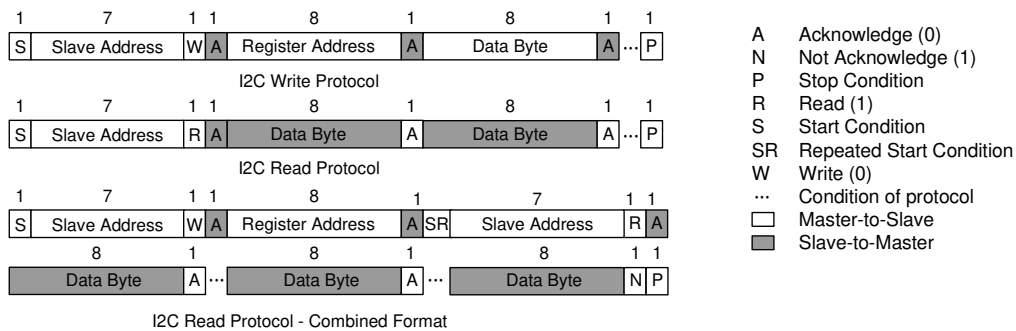 1 7 1 1 8 1 8 1 1
S Slave Address W A Register Address A Data Byte A ... P
I2C Write Protocol
1 7 1 1 8 1 8 1 1
S Slave Address R A Data Byte A Data Byte A ... P
I2C Read Protocol
1 7 1 1 8 1 7 1 1
S Slave Address W A Register Address A SR Slave Address R A
8 1 8 1 8 1 1
Data Byte A ... Data Byte A ... Data Byte N P
I2C Read Protocol - Combined Format
A Acknowledge (0)
N Not Acknowledge (1)
P Stop Condition
R Read (1)
S Start Condition
SR Repeated Start Condition
W Write (0)
... Condition of protocol
Master-to-Slave
Slave-to-Master